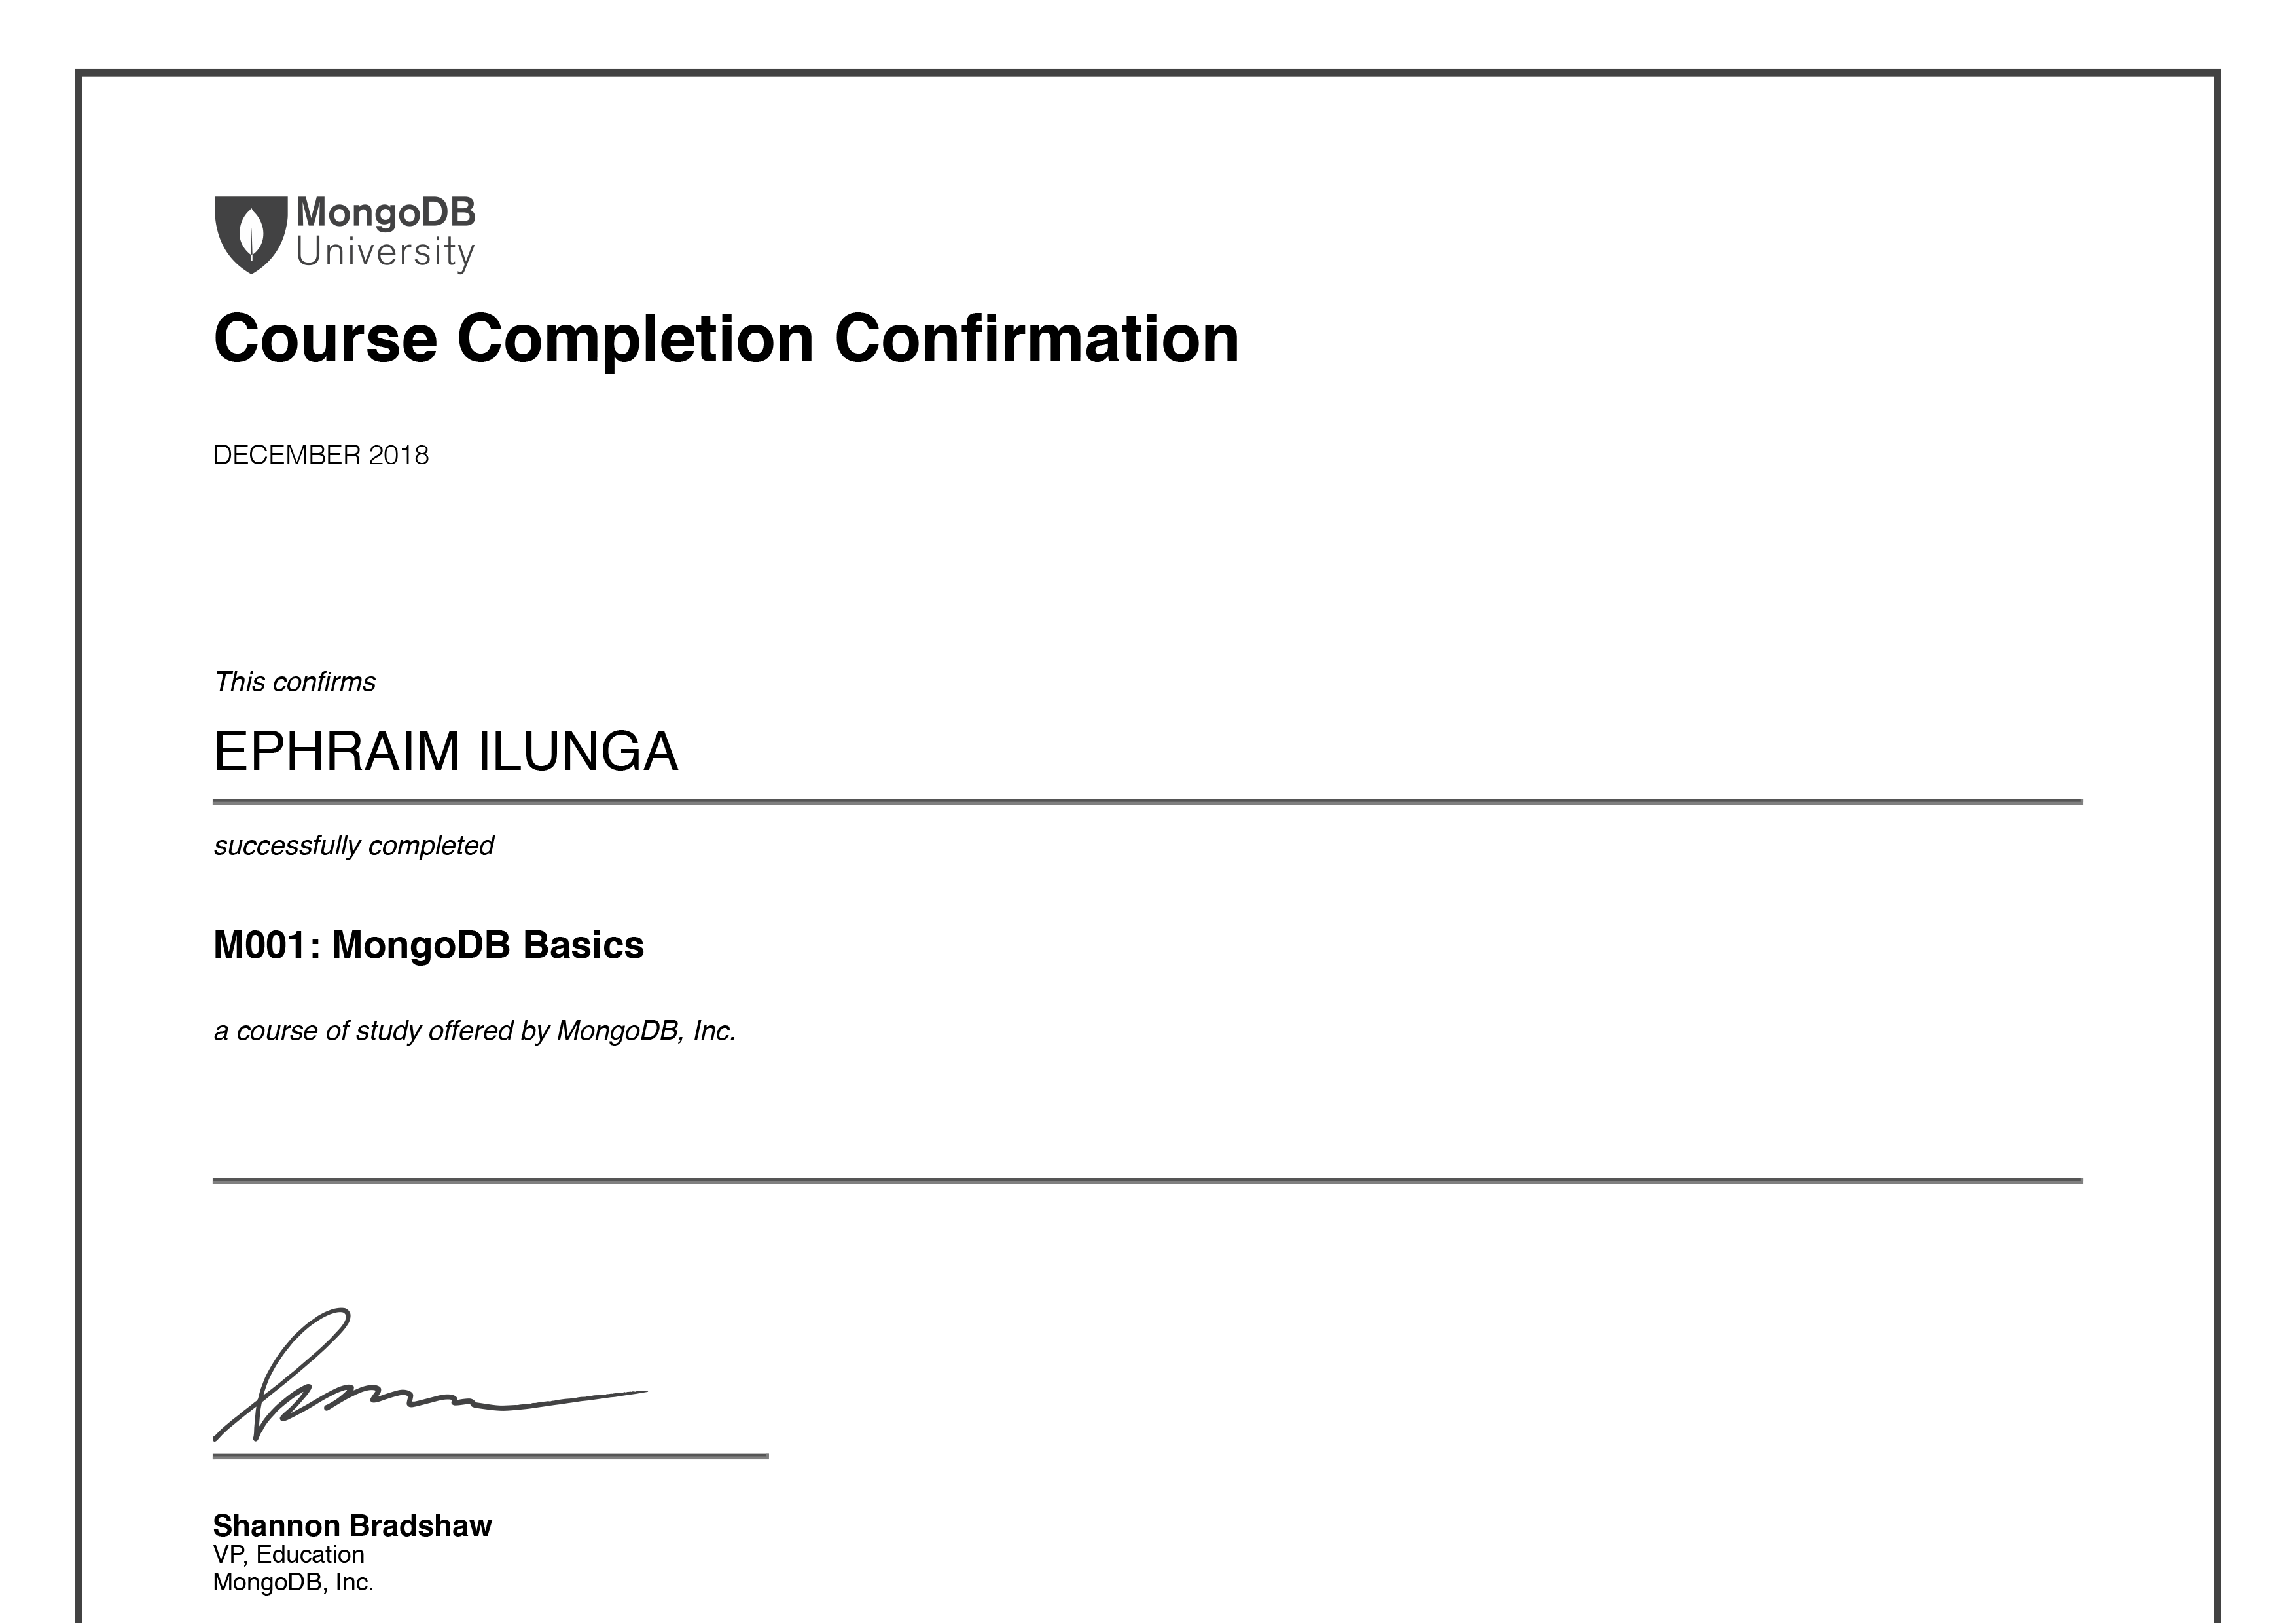 MongoDB
University
Course Completion Confirmation
DECEMBER 2018
This confirms
EPHRAIM ILUNGA
successfully completed
M001: MongoDB Basics
a course of study offered by MongoDB, Inc.
Shannon Bradshaw
VP, Education
MongoDB, Inc.